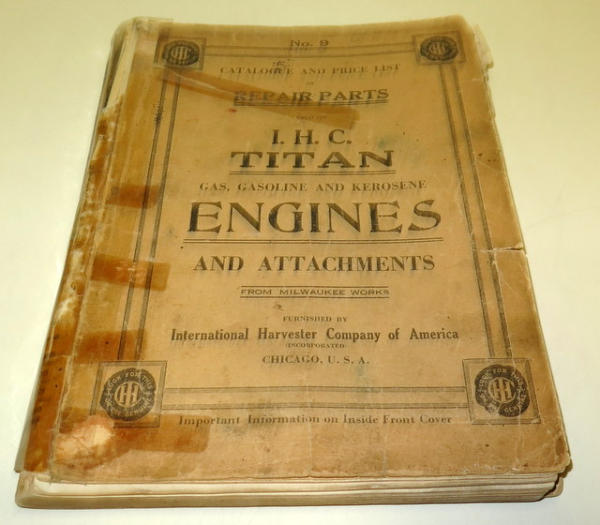 No. 9
CATALOGUE AND PRICE LIST
OF
REPAIR PARTS
I. H. C.
TITAN
GAS, GASOLINE AND KEROSENE
ENGINES
AND ATTACHMENTS
FROM MILWAUKEE WORKS
FURNISHED BY
International Harvester Company of America
(INCORPORATED)
CHICAGO, U. S. A.
Important Information on Inside Front Cover